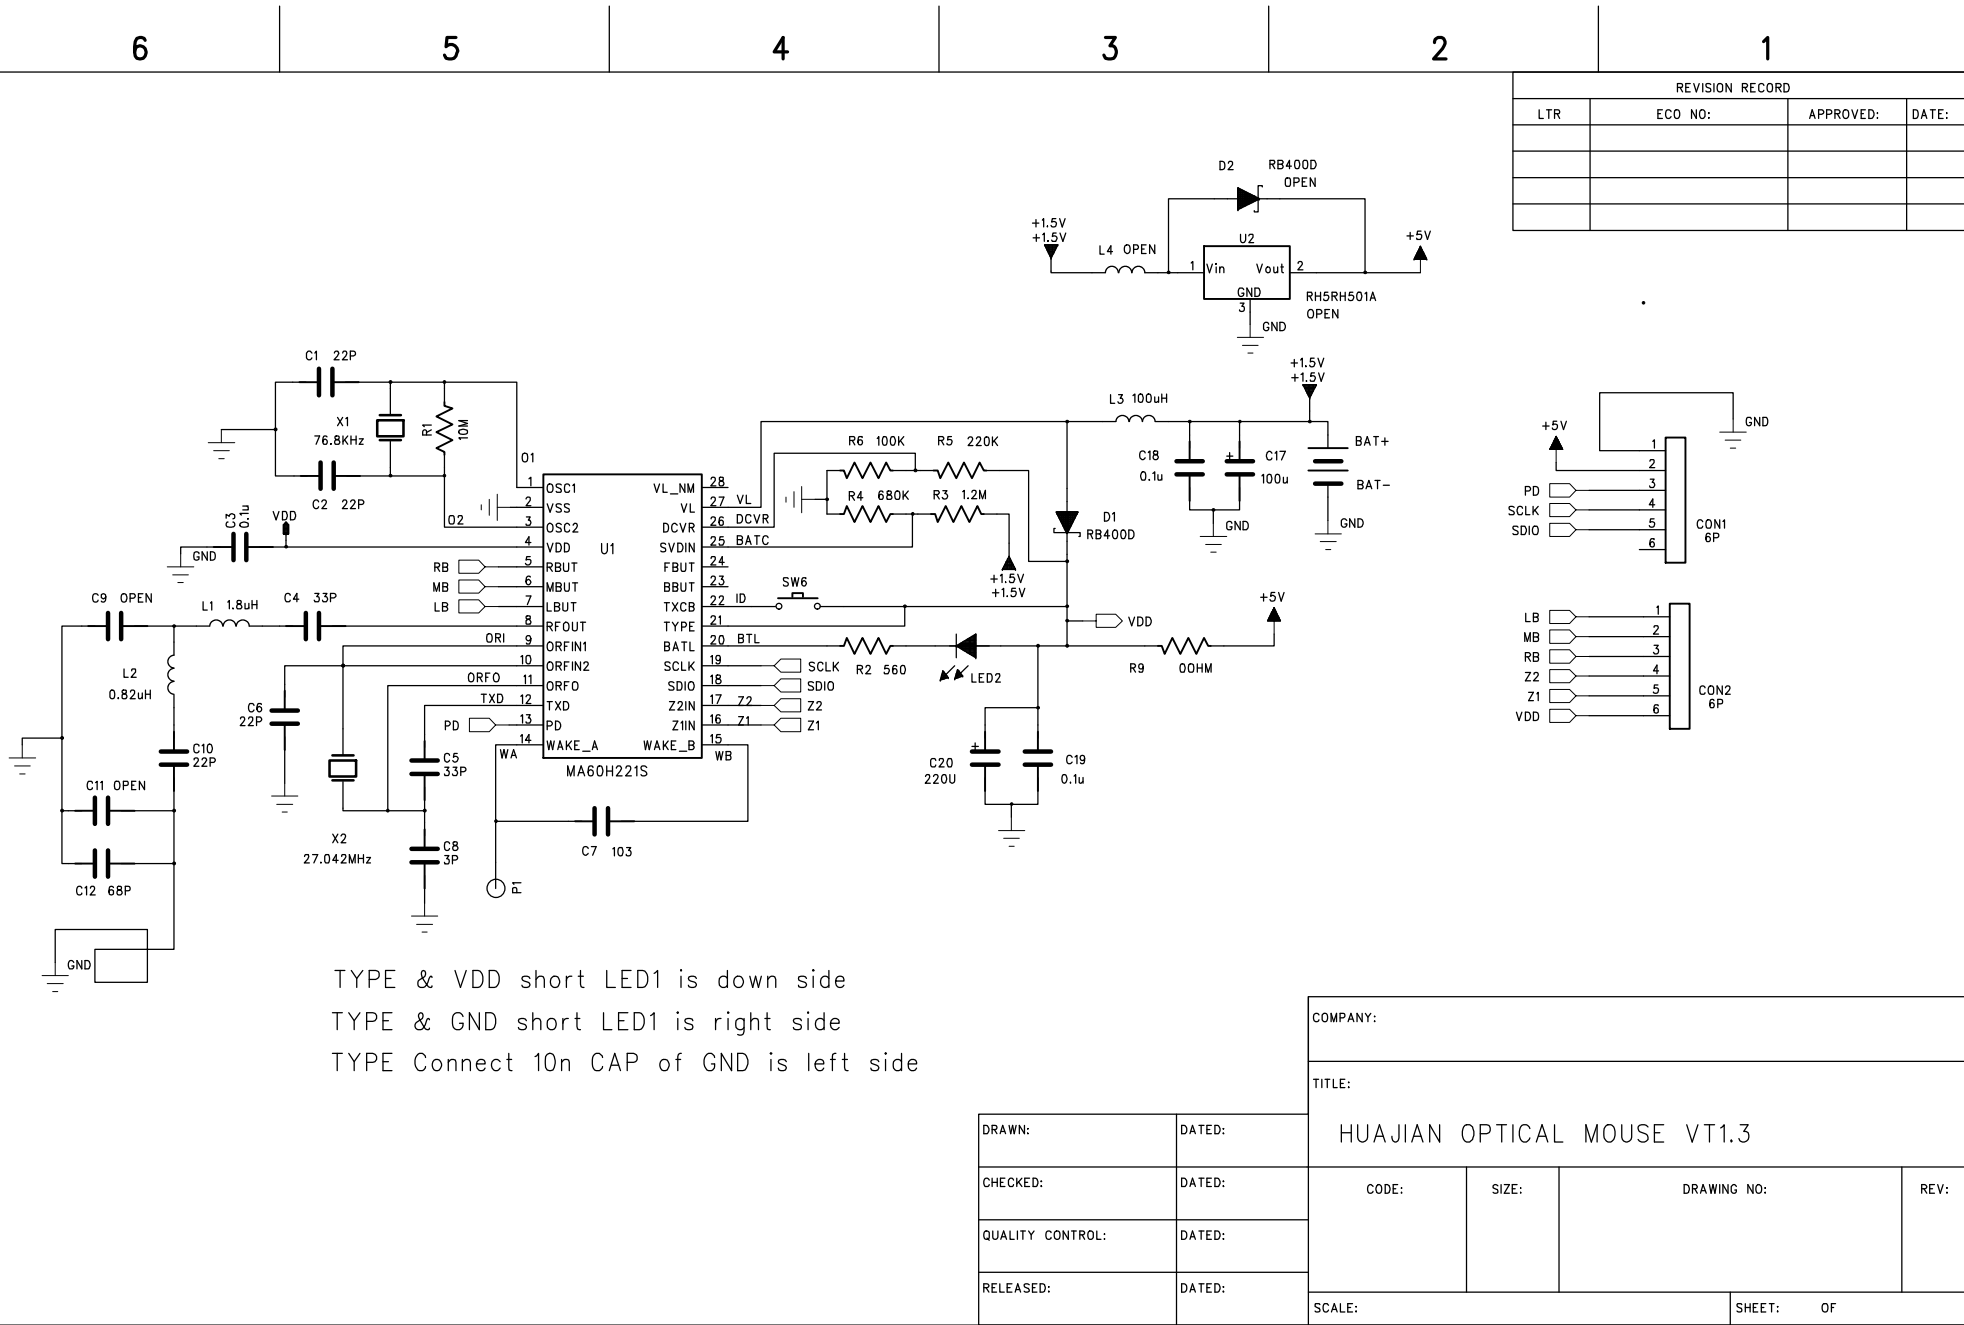 6 5 4 3 2 1
REVISION RECORD
LTR ECO NO: APPROVED: DATE:
D2 RB400D
OPEN
+1.5V
+1.5V
L4 OPEN
U2
+5V
1 Vin Vout 2
GND
3
RH5RH501A
OPEN
GND
C1 22P
X1
76.8KHz
R1
10M
C2 22P
O1
O2
C3
0.1u
VDD
GND
+1.5V
+1.5V
L3 100uH
R6 100K R5 220K
R4 680K R3 1.2M
C18
0.1u
+
C17
100u
BAT+
BAT-
GND
GND
D1
RB400D
+1.5V
+1.5V
GND
+5V
1
2
PD 3
SCLK 4
SDIO 5
6
CON1
6P
1 OSC1 VL_NM 28
2 VSS VL 27 VL
3 OSC2 DCVR 26 DCVR
4 VDD SVDIN 25 BATC
U1
RB 5 RBUT FBUT 24
MB 6 MBUT BBUT 23
LB 7 LBUT TXCB 22 ID
8 RFOUT TYPE 21
ORI 9 ORFIN1 BATL 20 BTL
10 ORFIN2 SCLK 19 SCLK
ORFO 11 ORFO SDIO 18 SDIO
TXD 12 TXD Z2IN 17 Z2 Z2
PD 13 PD Z1IN 16 Z1 Z1
14 WAKE_A WAKE_B 15
WA WB
MA60H221S
SW6
VDD
+5V
R2 560
LED2
R9 00HM
C9 OPEN
L1 1.8uH
C4 33P
L2
0.82uH
C6
22P
C10
22P
C11 OPEN
C12 68P
GND
X2
27.042MHz
C5
33P
C8
3P
C7 103
P1
+
C20
220U
C19
0.1u
LB 1
MB 2
RB 3
Z2 4
Z1 5
VDD 6
CON2
6P
TYPE & VDD short LED1 is down side
TYPE & GND short LED1 is right side
TYPE Connect 10n CAP of GND is left side
COMPANY:
TITLE:
HUAJIAN OPTICAL MOUSE VT1.3
DRAWN: DATED:
CHECKED: DATED:
QUALITY CONTROL: DATED:
RELEASED: DATED:
CODE: SIZE: DRAWING NO: REV:
SCALE: SHEET: OF